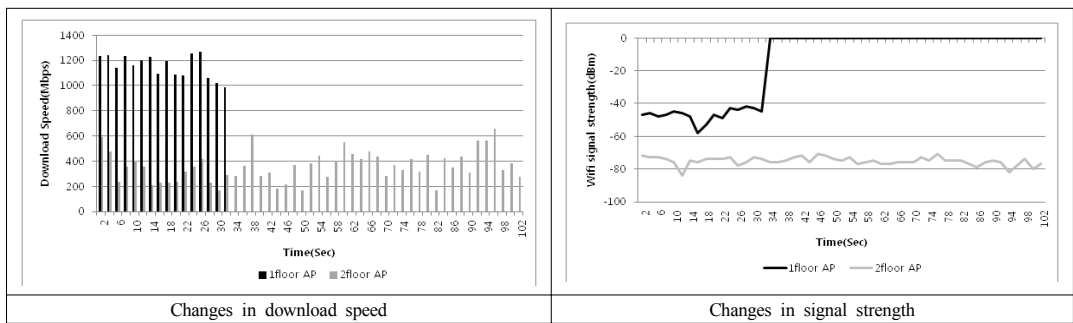 1400
1200
1000
800
600
400
200
0
Download Speed(Mbps)
2 6 10 14 18 22 26 30 34 38 42 46 50 54 58 62 66 70 74 78 82 86 90 94 98 102
Time(Sec)
1floor AP 2floor AP
Changes in download speed
0
-20
-40
-60
-80
-100
Wifi signal strength(dBm)
2 6 10 14 18 22 26 30 34 38 42 46 50 54 58 62 66 70 74 78 82 86 90 94 98 102
Time(Sec)
1floor AP 2floor AP
Changes in signal strength